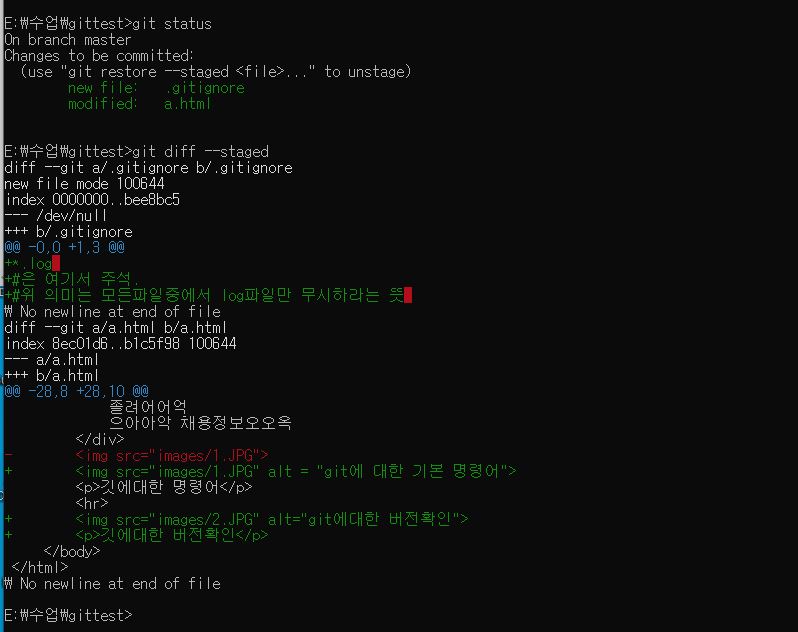 E:₩수업₩gittest>git status
On branch master
Changes to be committed:
  (use "git restore --staged <file>..." to unstage)
        new file:   .gitignore
        modified:   a.html
E:₩수업₩gittest>git diff --staged
diff --git a/.gitignore b/.gitignore
new file mode 100644
index 0000000..bee8bc5
--- /dev/null
+++ b/.gitignore
@@ -0,0 +1,3 @@
+*.log
+#은 여기서 주석.
+#위 의미는 모든파일중에서 log파일만 무시하라는 뜻
₩ No newline at end of file
diff --git a/a.html b/a.html
index 8ec01d6..b1c5f98 100644
--- a/a.html
+++ b/a.html
@@ -28,8 +28,10 @@
             졸려어어억
             으아아악 채용정보오오옥
         </div>
-        <img src="images/1.JPG">
+        <img src="images/1.JPG" alt = "git에 대한 기본 명령어">
         <p>깃에대한 명령어</p>
         <hr>
+        <img src="images/2.JPG" alt="git에대한 버전확인">
+        <p>깃에대한 버전확인</p>
     </body>
 </html>
₩ No newline at end of file
E:₩수업₩gittest>